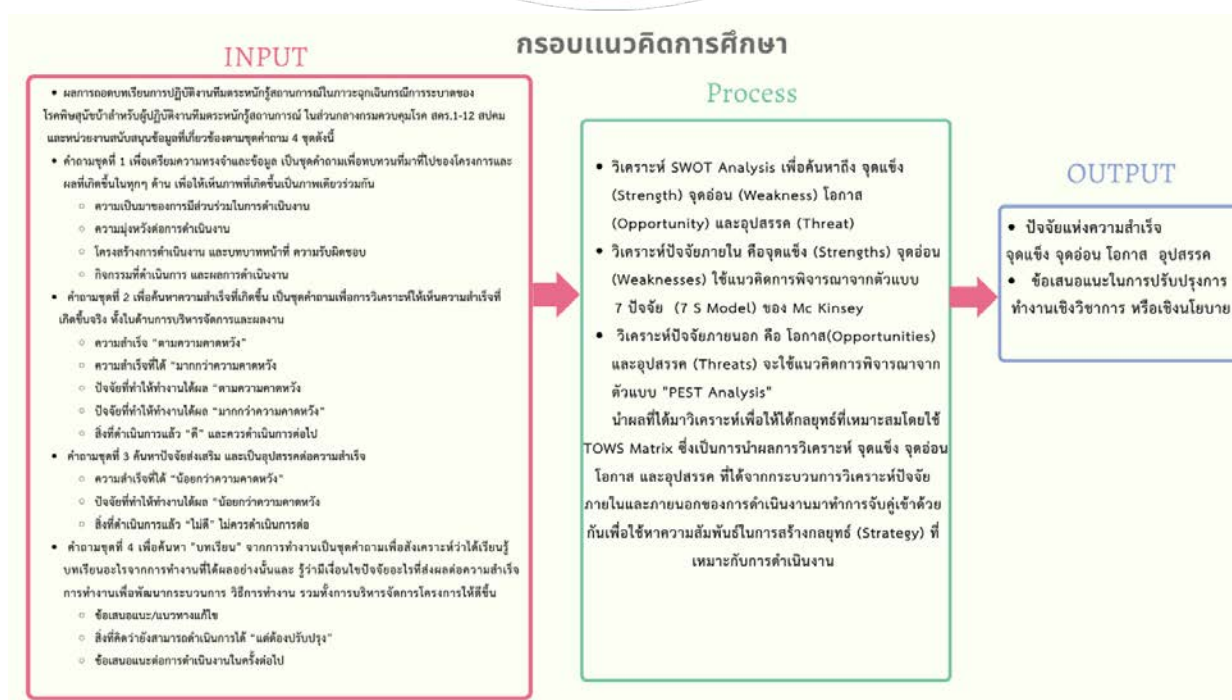 กรอบแนวคิดการศึกษา
INPUT
• ผลการถอดบทเรียนการปฏิบัติงานทีมตระหนักรู้สถานการณ์ในภาวะฉุกเฉินกรณีการระบาดของ
โรคพิษสุนัขบ้าสำหรับผู้ปฏิบัติงานทีมตระหนักรู้สถานการณ์ ในส่วนกลางกรมควบคุมโรค สคร.1-12 สปคม
และหน่วยงานสนับสนุนข้อมูลที่เกี่ยวข้องตามชุดคำถาม 4 ชุดดังนี้
• คำถามชุดที่ 1 เพื่อเตรียมความทรงจำและข้อมูล เป็นชุดคำถามเพื่อทบทวนที่มาที่ไปของโครงการและ
ผลที่เกิดขึ้นในทุกๆ ด้าน เพื่อให้เห็นภาพที่เกิดขึ้นเป็นภาพเดียวร่วมกัน
○ ความเป็นมาของการมีส่วนร่วมในการดำเนินงาน
○ ความมุ่งหวังต่อการดำเนินงาน
○ โครงสร้างการดำเนินงาน และบทบาทหน้าที่ ความรับผิดชอบ
○ กิจกรรมที่ดำเนินการ และผลการดำเนินงาน
• คำถามชุดที่ 2 เพื่อค้นหาความสำเร็จที่เกิดขึ้น เป็นชุดคำถามเพื่อการวิเคราะห์ให้เห็นความสำเร็จที่
เกิดขึ้นจริง ทั้งในด้านการบริหารจัดการและผลงาน
○ ความสำเร็จ "ตามความคาดหวัง"
○ ความสำเร็จที่ได้ "มากกว่าความคาดหวัง"
○ ปัจจัยที่ทำให้ทำงานได้ผล "ตามความคาดหวัง
○ ปัจจัยที่ทำให้ทำงานได้ผล "มากกว่าความคาดหวัง"
○ สิ่งที่ดำเนินการแล้ว "ดี" และควรดำเนินการต่อไป
• คำถามชุดที่ 3 ค้นหาปัจจัยส่งเสริม และเป็นอุปสรรคต่อความสำเร็จ
○ ความสำเร็จที่ได้ "น้อยกว่าความคาดหวัง"
○ ปัจจัยที่ทำให้ทำงานได้ผล "น้อยกว่าความคาดหวัง
○ สิ่งที่ดำเนินการแล้ว "ไม่ดี" ไม่ควรดำเนินการต่อ
• คำถามชุดที่ 4 เพื่อค้นหา "บทเรียน" จากการทำงานเป็นชุดคำถามเพื่อสังเคราะห์ว่าได้เรียนรู้
บทเรียนอะไรจากการทำงานที่ได้ผลอย่างนั้นและ รู้ว่ามีเงื่อนไขปัจจัยอะไรที่ส่งผลต่อความสำเร็จ
การทำงานเพื่อพัฒนากระบวนการ วิธีการทำงาน รวมทั้งการบริหารจัดการโครงการให้ดีขึ้น
○ ข้อเสนอแนะ/แนวทางแก้ไข
○ สิ่งที่คิดว่ายังสามารถดำเนินการได้ "แต่ต้องปรับปรุง"
○ ข้อเสนอแนะต่อการดำเนินงานในครั้งต่อไป
Process
• วิเคราะห์ SWOT Analysis เพื่อค้นหาถึง จุดแข็ง
(Strength) จุดอ่อน (Weakness) โอกาส
(Opportunity) และอุปสรรค (Threat)
• วิเคราะห์ปัจจัยภายใน คือจุดแข็ง (Strengths) จุดอ่อน
(Weaknesses) ใช้แนวคิดการพิจารณาจากตัวแบบ
7 ปัจจัย (7 S Model) ของ Mc Kinsey
• วิเคราะห์ปัจจัยภายนอก คือ โอกาส(Opportunities)
และอุปสรรค (Threats) จะใช้แนวคิดการพิจารณาจาก
ตัวแบบ "PEST Analysis"
นำผลที่ได้มาวิเคราะห์เพื่อให้ได้กลยุทธ์ที่เหมาะสมโดยใช้
TOWS Matrix ซึ่งเป็นการนำผลการวิเคราะห์ จุดแข็ง จุดอ่อน
โอกาส และอุปสรรค ที่ได้จากกระบวนการวิเคราะห์ปัจจัย
ภายในและภายนอกของการดำเนินงานมาทำการจับคู่เข้าด้วย
กันเพื่อใช้หาความสัมพันธ์ในการสร้างกลยุทธ์ (Strategy) ที่
เหมาะกับการดำเนินงาน
OUTPUT
• ปัจจัยแห่งความสำเร็จ
จุดแข็ง จุดอ่อน โอกาส อุปสรรค
• ข้อเสนอแนะในการปรับปรุงการ
ทำงานเชิงวิชาการ หรือเชิงนโยบาย